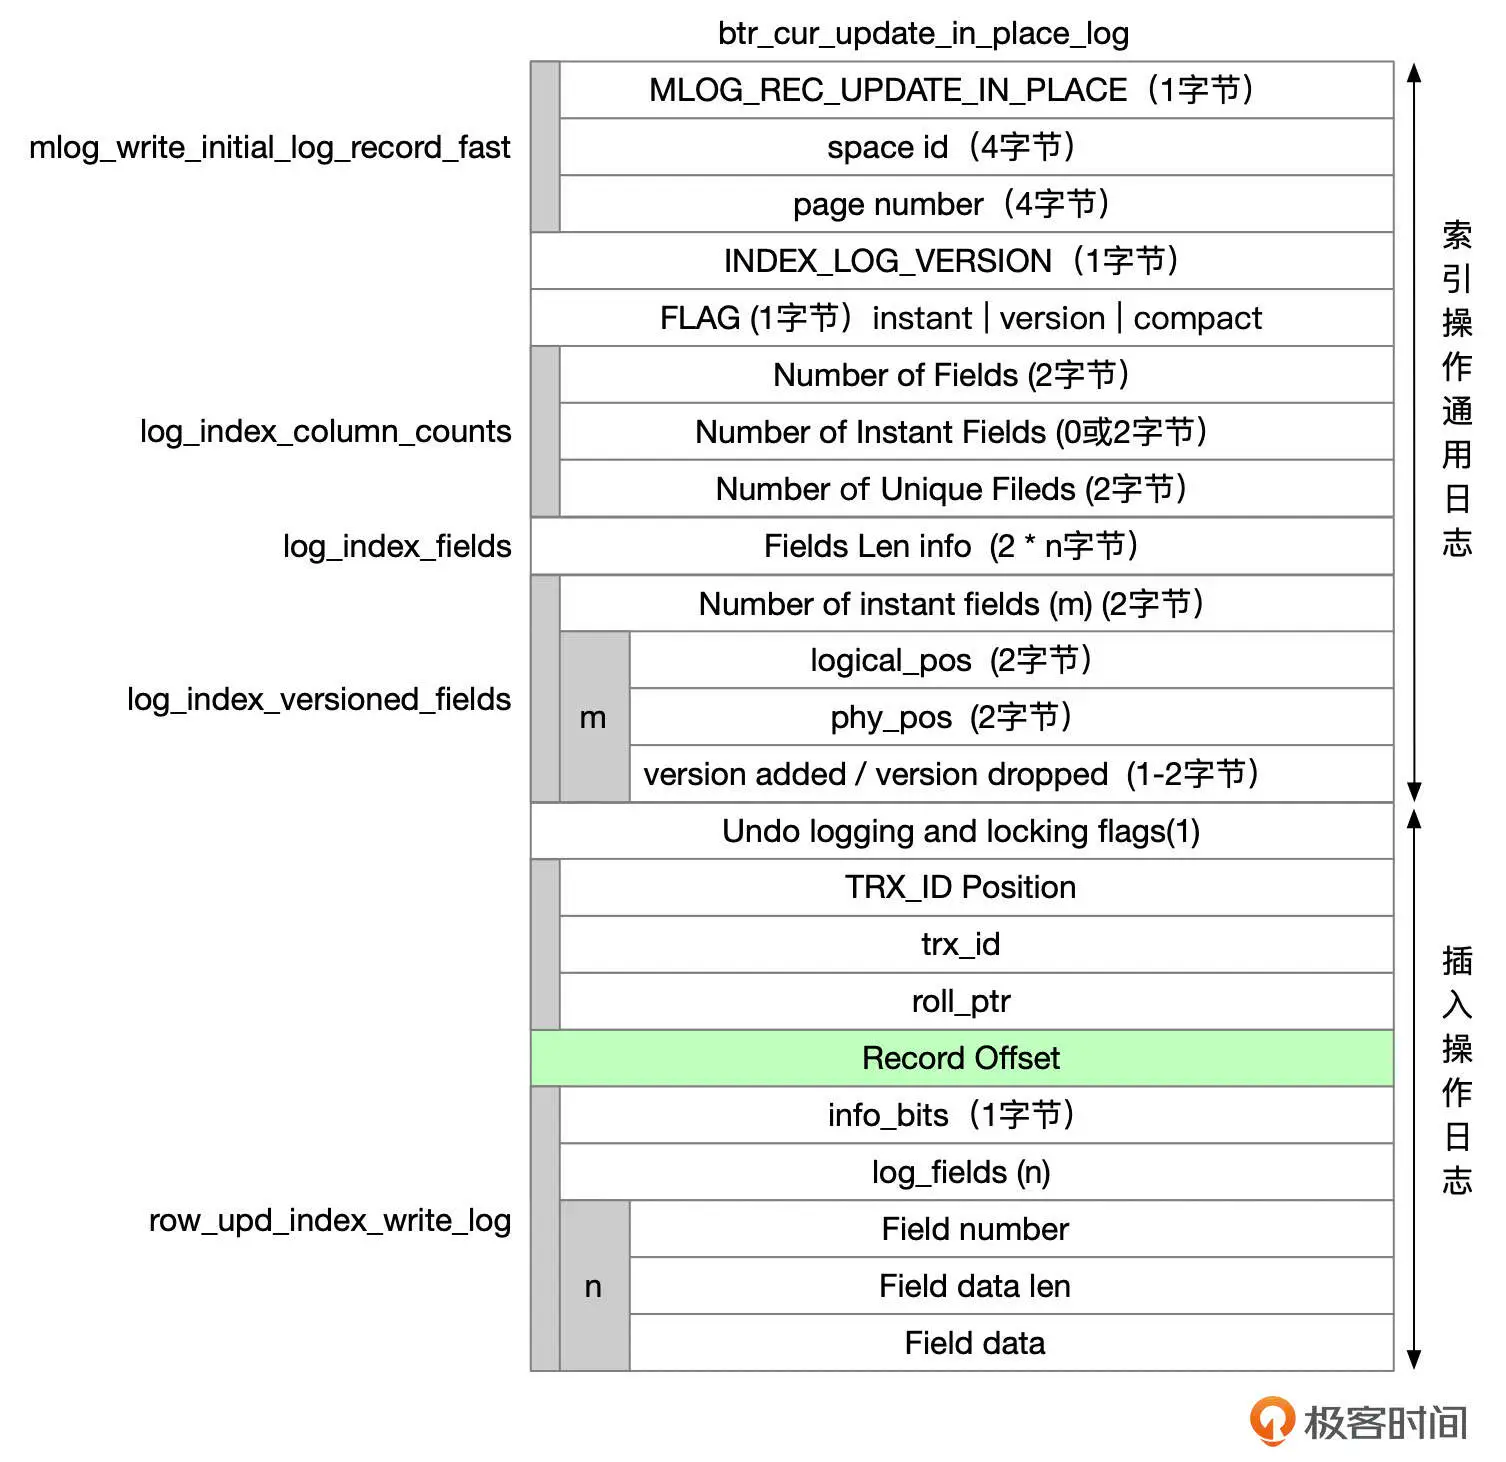 btr_cur_update_in_place_log
mlog_write_initial_log_record_fast
MLOG_REC_UPDATE_IN_PLACE（1字节）
space id（4字节）
page number（4字节）
INDEX_LOG_VERSION（1字节）
FLAG (1字节）instant | version | compact
log_index_column_counts
Number of Fields (2字节）
Number of Instant Fields (0或2字节）
Number of Unique Fileds (2字节）
log_index_fields
Fields Len info（2 * n字节）
log_index_versioned_fields
Number of instant fields (m) (2字节）
m
logical_pos（2字节）
phy_pos（2字节）
version added / version dropped（1-2字节）
索引操作通用日志
Undo logging and locking flags(1)
TRX_ID Position
trx_id
roll_ptr
Record Offset
row_upd_index_write_log
info_bits（1字节）
log_fields (n)
n
Field number
Field data len
Field data
插入操作日志
极客时间